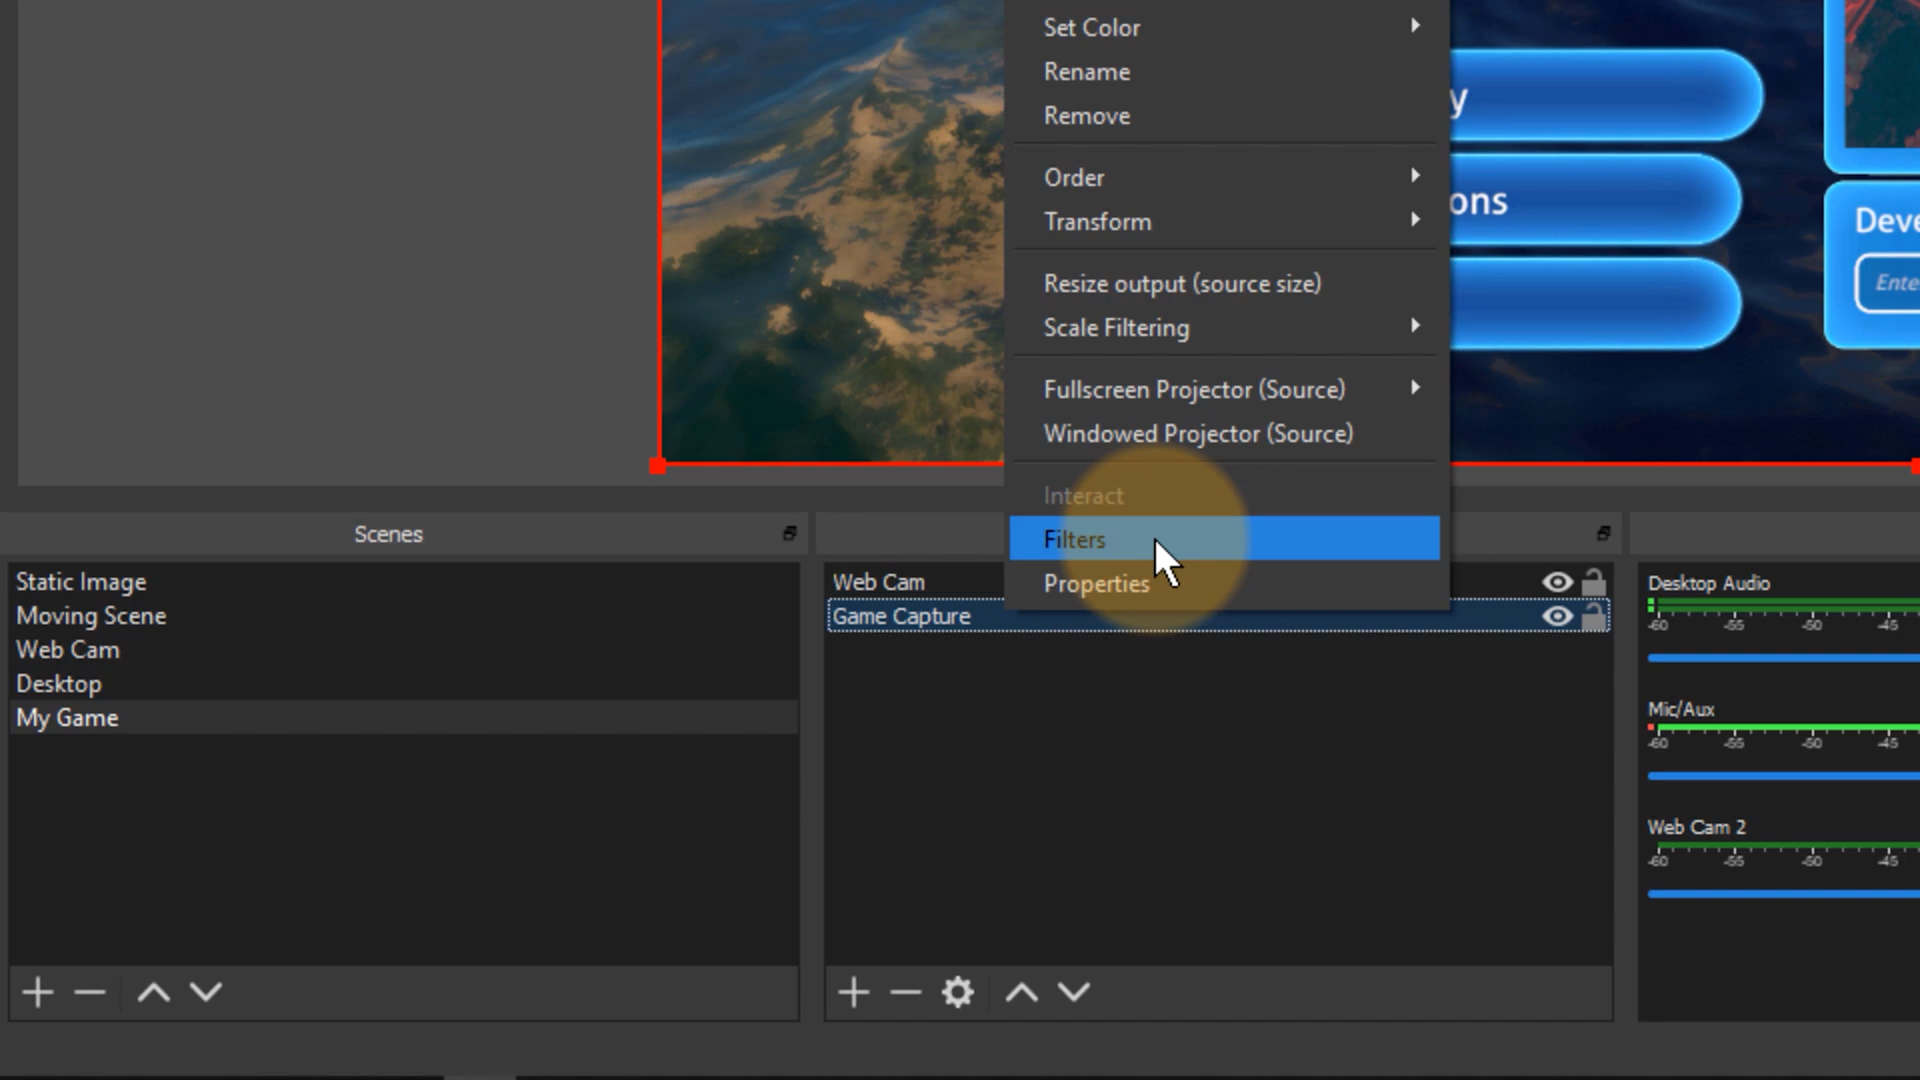 Set Color
Rename
Remove
Order
Transform
Resize output (source size)
Scale Filtering
Fullscreen Projector (Source)
Windowed Projector (Source)
Interact
Filters
Properties
y
ons
Deve
Ente
Scenes
Static Image
Moving Scene
Web Cam
Desktop
My Game
Web Cam
Game Capture
Desktop Audio
-60 -55 -50 -45
Mic/Aux
-60 -55 -50 -45
Web Cam 2
-60 -55 -50 -45